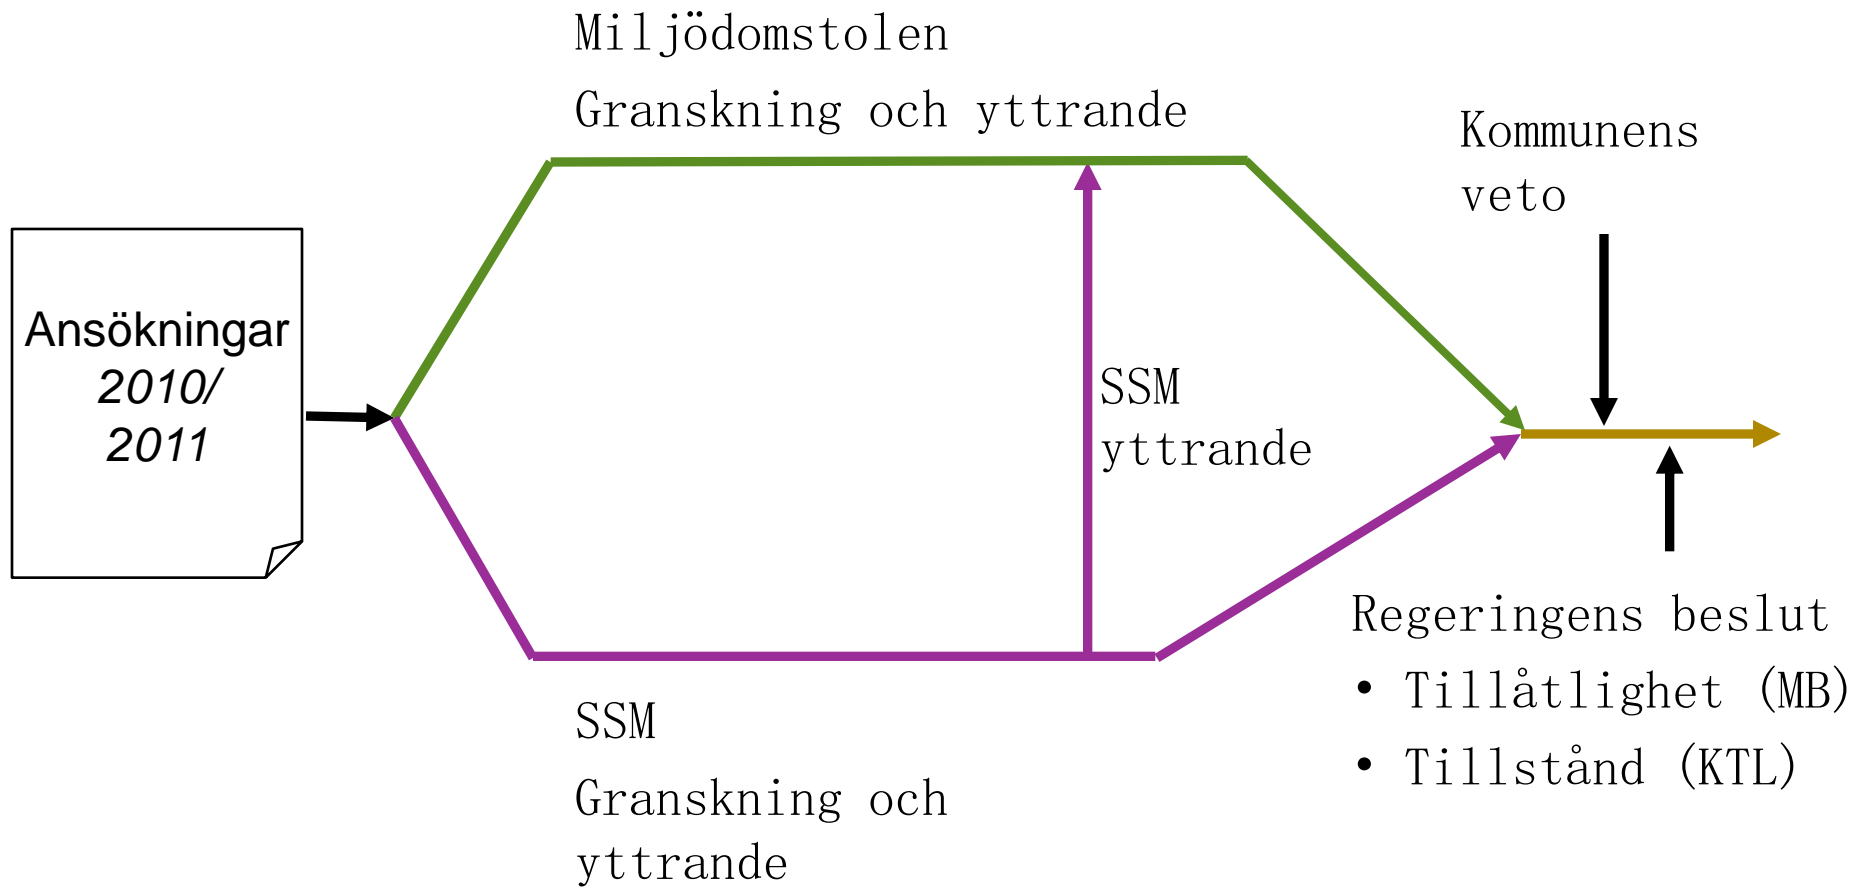 Miljödomstolen
Granskning och yttrande
Kommunens
veto
Ansökningar
2010/
2011
SSM
yttrande
SSM
Granskning och
yttrande
Regeringens beslut
• Tillåtlighet (MB)
• Tillstånd (KTL)